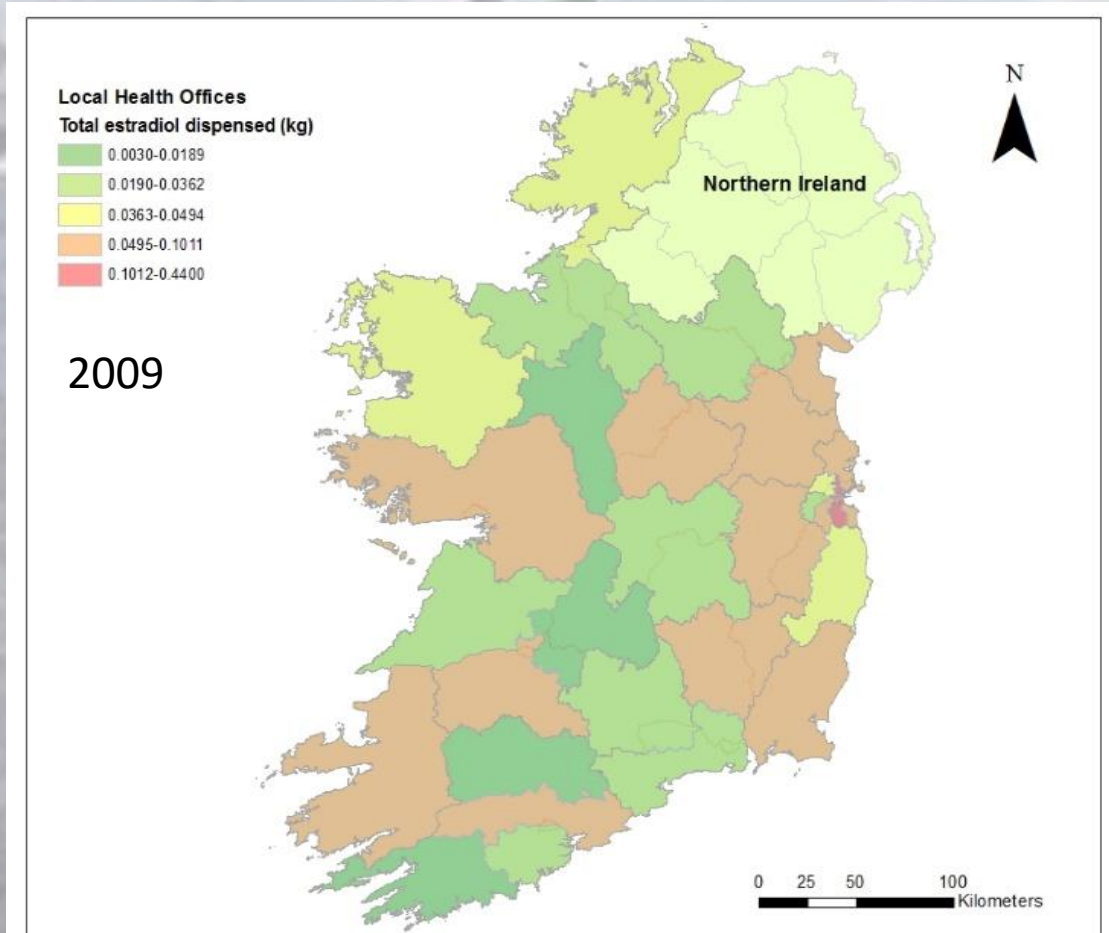 Local Health Offices
Total estradiol dispensed (kg)
0.0030-0.0189
0.0190-0.0362
0.0363-0.0494
0.0495-0.1011
0.1012-0.4400
2009
N
Northern Ireland
0 25 50 100
Kilometers